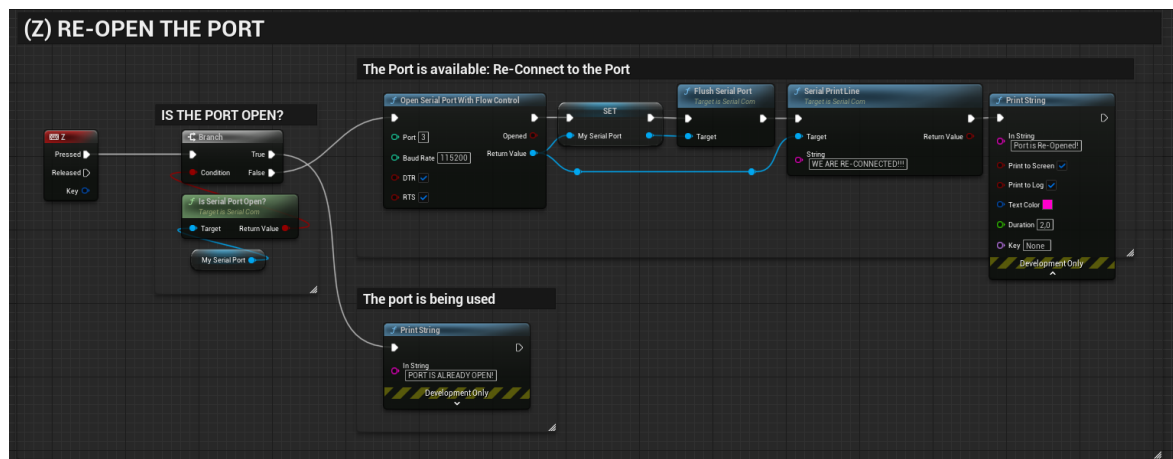 (Z) RE-OPEN THE PORT
The Port is available: Re-Connect to the Port
IS THE PORT OPEN?
Z
Pressed
Released
Key
Branch
True
Condition
False
Is Serial Port Open?
Target is Serial Com
Target
Return Value
My Serial Port
Open Serial Port With Flow Control
Port 3
Opened
Baud Rate 115200
Return Value
DTR
RTS
SET
My Serial Port
Flush Serial Port
Target is Serial Com
Target
Serial Print Line
Target is Serial Com
Target
Return Value
String
WE ARE RE-CONNECTED!!!
Print String
In String
Port is Re-Opened!
Print to Screen
Print to Log
Text Color
Duration 2,0
Key None
Development Only
The port is being used
Print String
In String
PORT IS ALREADY OPEN!
Development Only